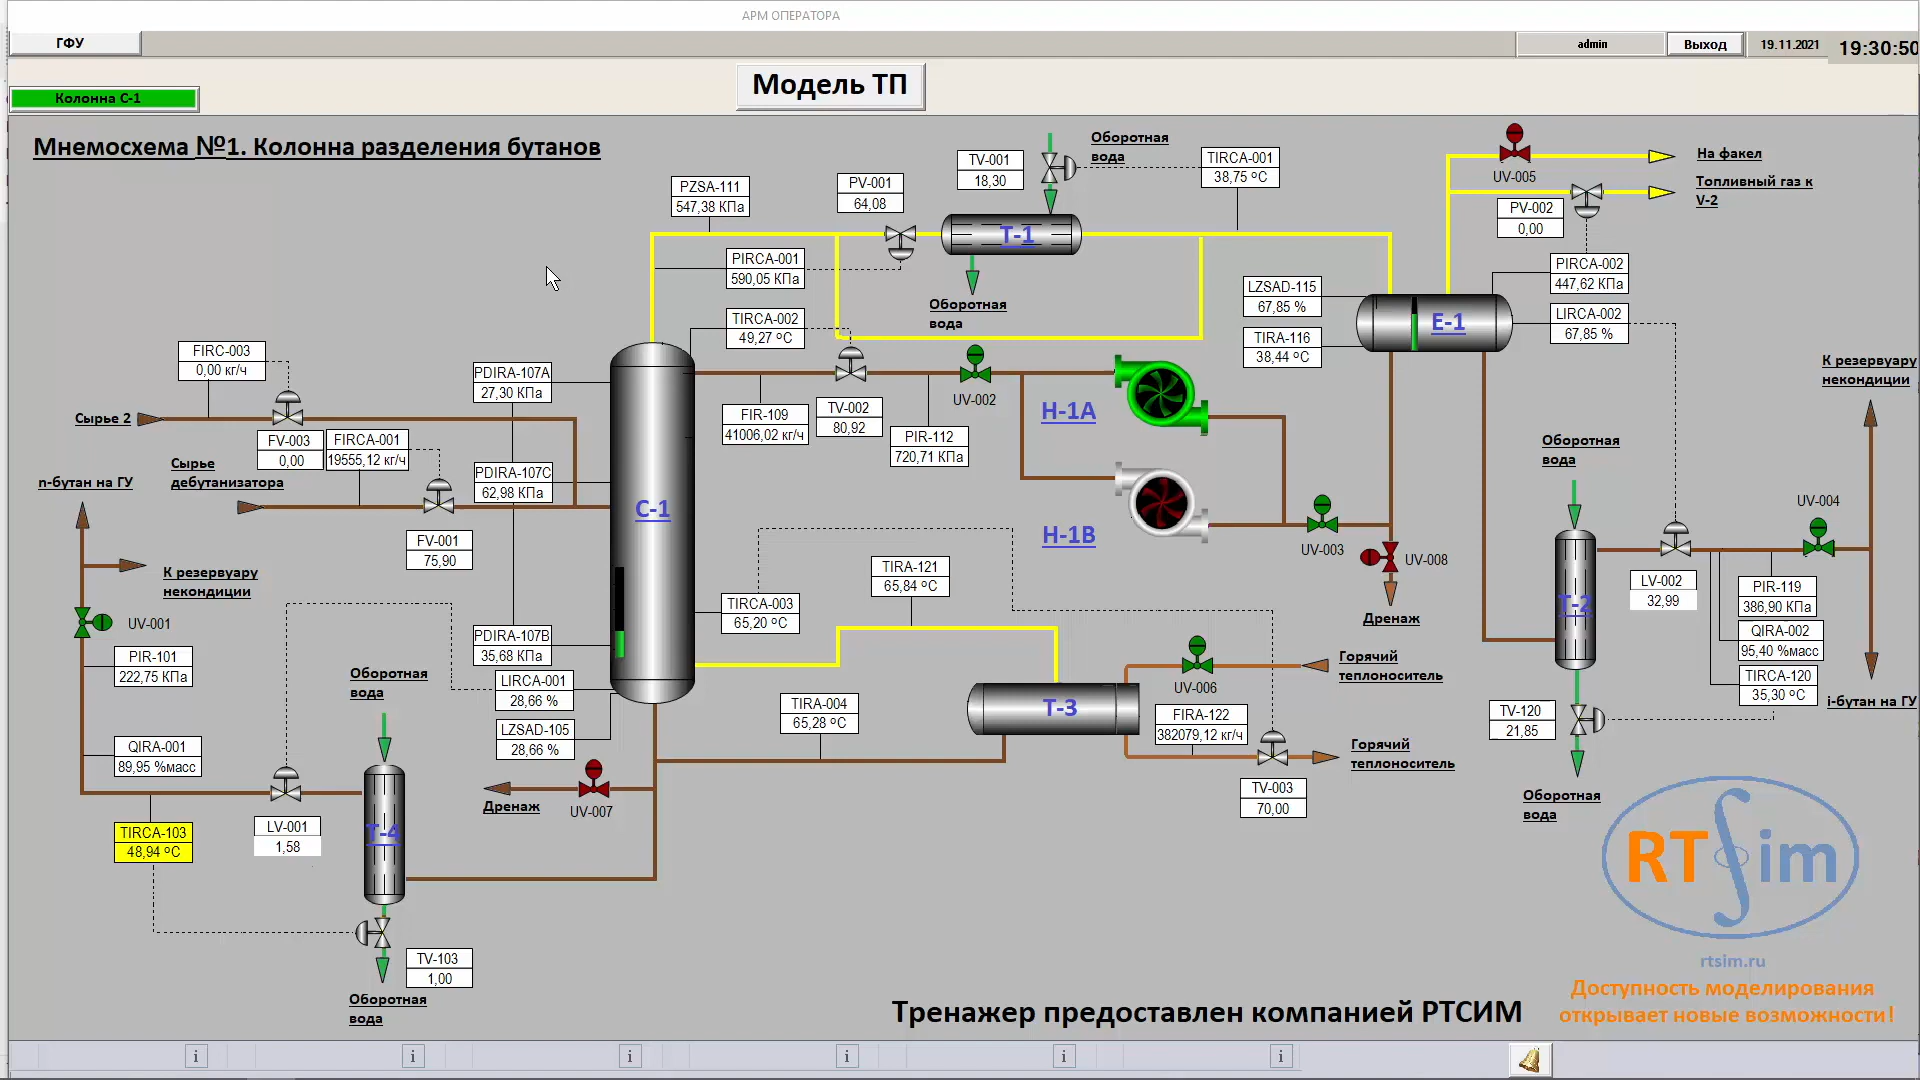 АРМ ОПЕРАТОРА
ГФУ
admin
Выход
19.11.2021
19:30:50
Модель ТП
Колонна С-1
Мнемосхема №1. Колонна разделения бутанов
Оборотная
вода
TV-001
18,30
TIRCA-001
38,75 ºC
UV-005
На факел
Топливный газ к
V-2
PZSA-111
547,38 КПа
PV-001
64,08
PV-002
0,00
T-1
PIRCA-001
590,05 КПа
PIRCA-002
447,62 КПа
Оборотная
вода
LZSAD-115
67,85 %
E-1
LIRCA-002
67,85 %
TIRCA-002
49,27 ºC
TIRA-116
38,44 ºC
FIRC-003
0,00 кг/ч
PDIRA-107A
27,30 КПа
UV-002
К резервуару
некондиции
Сырье 2
FIR-109
41006,02 кг/ч
TV-002
80,92
H-1A
PIR-112
720,71 КПа
FV-003
0,00
FIRCA-001
19555,12 кг/ч
Оборотная
вода
Сырье
дебутанизатора
n-бутан на ГУ
PDIRA-107C
62,98 КПа
C-1
UV-004
FV-001
75,90
H-1B
UV-003
UV-008
К резервуару
некондиции
TIRA-121
65,84 ºC
LV-002
32,99
PIR-119
386,90 КПа
T-2
UV-001
TIRCA-003
65,20 ºC
Дренаж
PIR-101
222,75 КПа
PDIRA-107B
35,68 КПа
QIRA-002
95,40 %масс
Оборотная
вода
LIRCA-001
28,66 %
Горячий
теплоноситель
UV-006
TIRCA-120
35,30 ºC
i-бутан на ГУ
TIRA-004
65,28 ºC
T-3
FIRA-122
382079,12 кг/ч
TV-120
21,85
LZSAD-105
28,66 %
QIRA-001
89,95 %масс
Горячий
теплоноситель
Дренаж
UV-007
TV-003
70,00
Оборотная
вода
TIRCA-103
48,94 ºC
LV-001
1,58
T-4
RTSim
TV-103
1,00
rtsim.ru
Оборотная
вода
Тренажер предоставлен компанией РТСИМ
Доступность моделирования
открывает новые возможности!
i
i
i
i
i
i